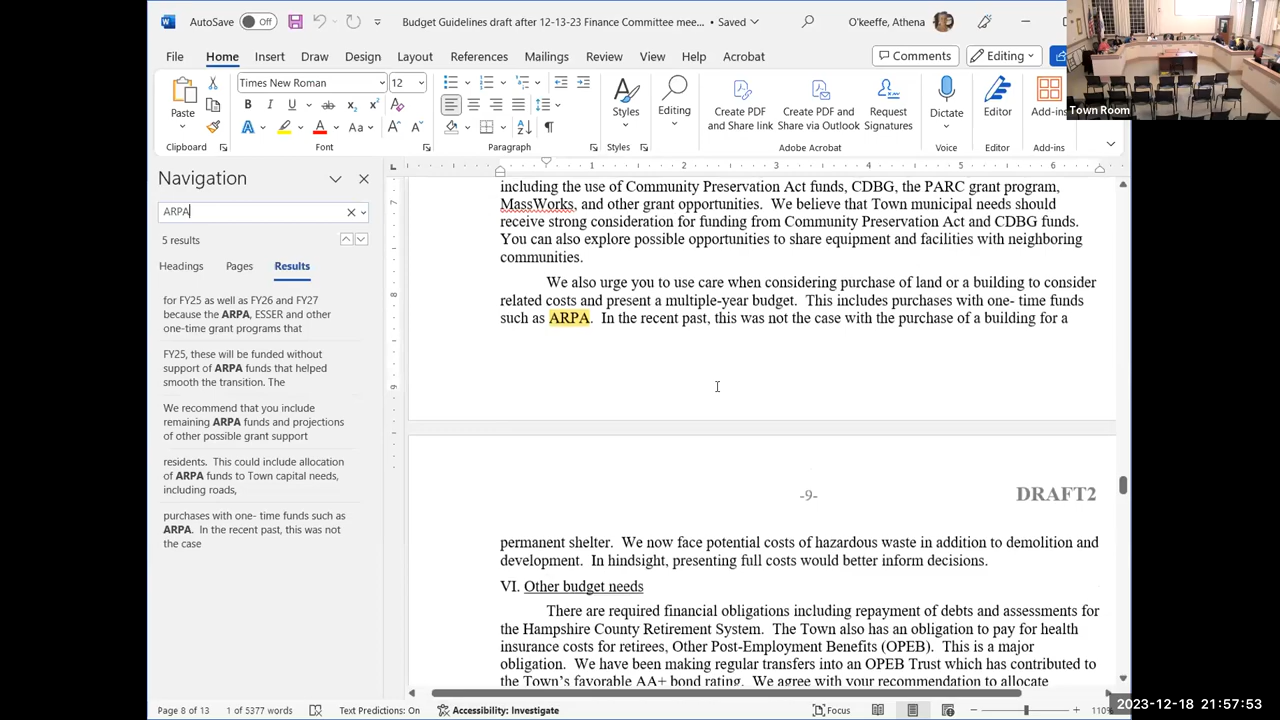 AutoSave Off Budget Guidelines draft after 12-13-23 Finance Committee mee... • Saved O'keeffe, Athena
File Home Insert Draw Design Layout References Mailings Review View Help Acrobat Comments Editing
Town Room
Paste
Times New Roman 12
Styles
Editing
Create PDF and Share link
Create PDF and Share via Outlook
Request Signatures
Dictate
Editor
Add-ins
Clipboard Font Paragraph Styles Adobe Acrobat Voice Editor Add-ins
Navigation
ARPA
5 results
Headings Pages Results
for FY25 as well as FY26 and FY27
because the ARPA, ESSER and other
one-time grant programs that
FY25, these will be funded without
support of ARPA funds that helped
smooth the transition. The
We recommend that you include
remaining ARPA funds and projections
of other possible grant support
residents. This could include allocation
of ARPA funds to Town capital needs,
including roads,
purchases with one- time funds such as
ARPA. In the recent past, this was not
the case
1 2 3 4 5 6
7
8
9
including the use of Community Preservation Act funds, CDBG, the PARC grant program,
MassWorks, and other grant opportunities. We believe that Town municipal needs should
receive strong consideration for funding from Community Preservation Act and CDBG funds.
You can also explore possible opportunities to share equipment and facilities with neighboring
communities.
We also urge you to use care when considering purchase of land or a building to consider
related costs and present a multiple-year budget. This includes purchases with one- time funds
such as ARPA. In the recent past, this was not the case with the purchase of a building for a
-9- DRAFT2
permanent shelter. We now face potential costs of hazardous waste in addition to demolition and
development. In hindsight, presenting full costs would better inform decisions.
VI. Other budget needs
There are required financial obligations including repayment of debts and assessments for
the Hampshire County Retirement System. The Town also has an obligation to pay for health
insurance costs for retirees, Other Post-Employment Benefits (OPEB). This is a major
obligation. We have been making regular transfers into an OPEB Trust which has contributed to
the Town's favorable AA+ bond rating. We agree with your recommendation to allocate
Page 8 of 13 1 of 5377 words Text Predictions: On Accessibility: Investigate Focus 110%
2023-12-18 21:57:53